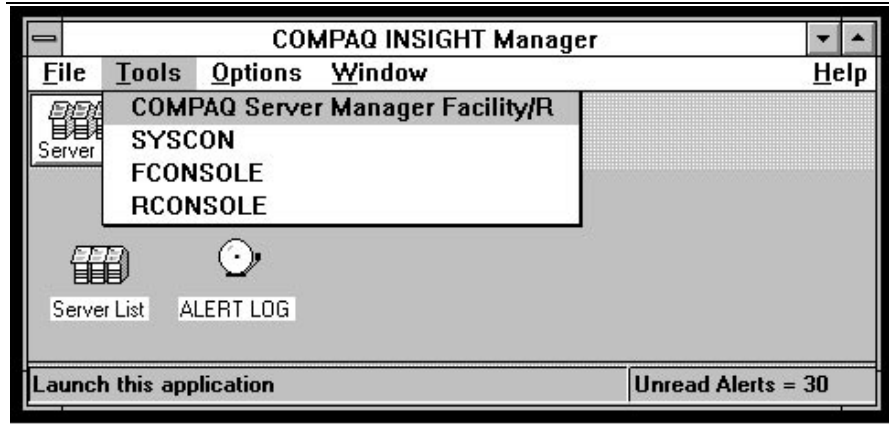 COMPAQ INSIGHT Manager
File Tools Options Window Help
COMPAQ Server Manager Facility/R
Server
SYSCON
FCONSOLE
RCONSOLE
Server List ALERT LOG
Launch this application Unread Alerts = 30